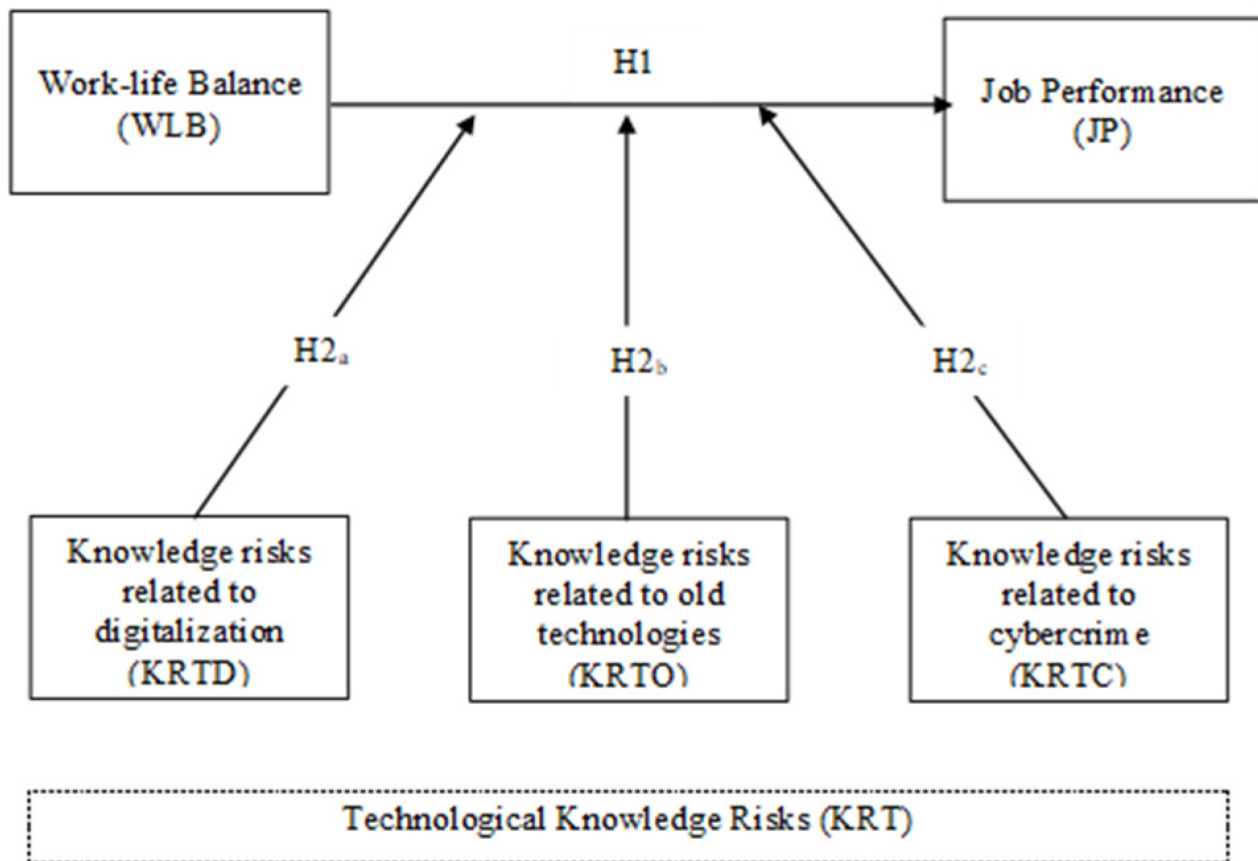 H1
Work-life Balance
(WLB)
Job Performance
(JP)
H2a
H2b
H2c
Knowledge risks
related to
digitalization
(KRTD)
Knowledge risks
related to old
technologies
(KRTO)
Knowledge risks
related to
cybercrime
(KRTC)
Technological Knowledge Risks (KRT)